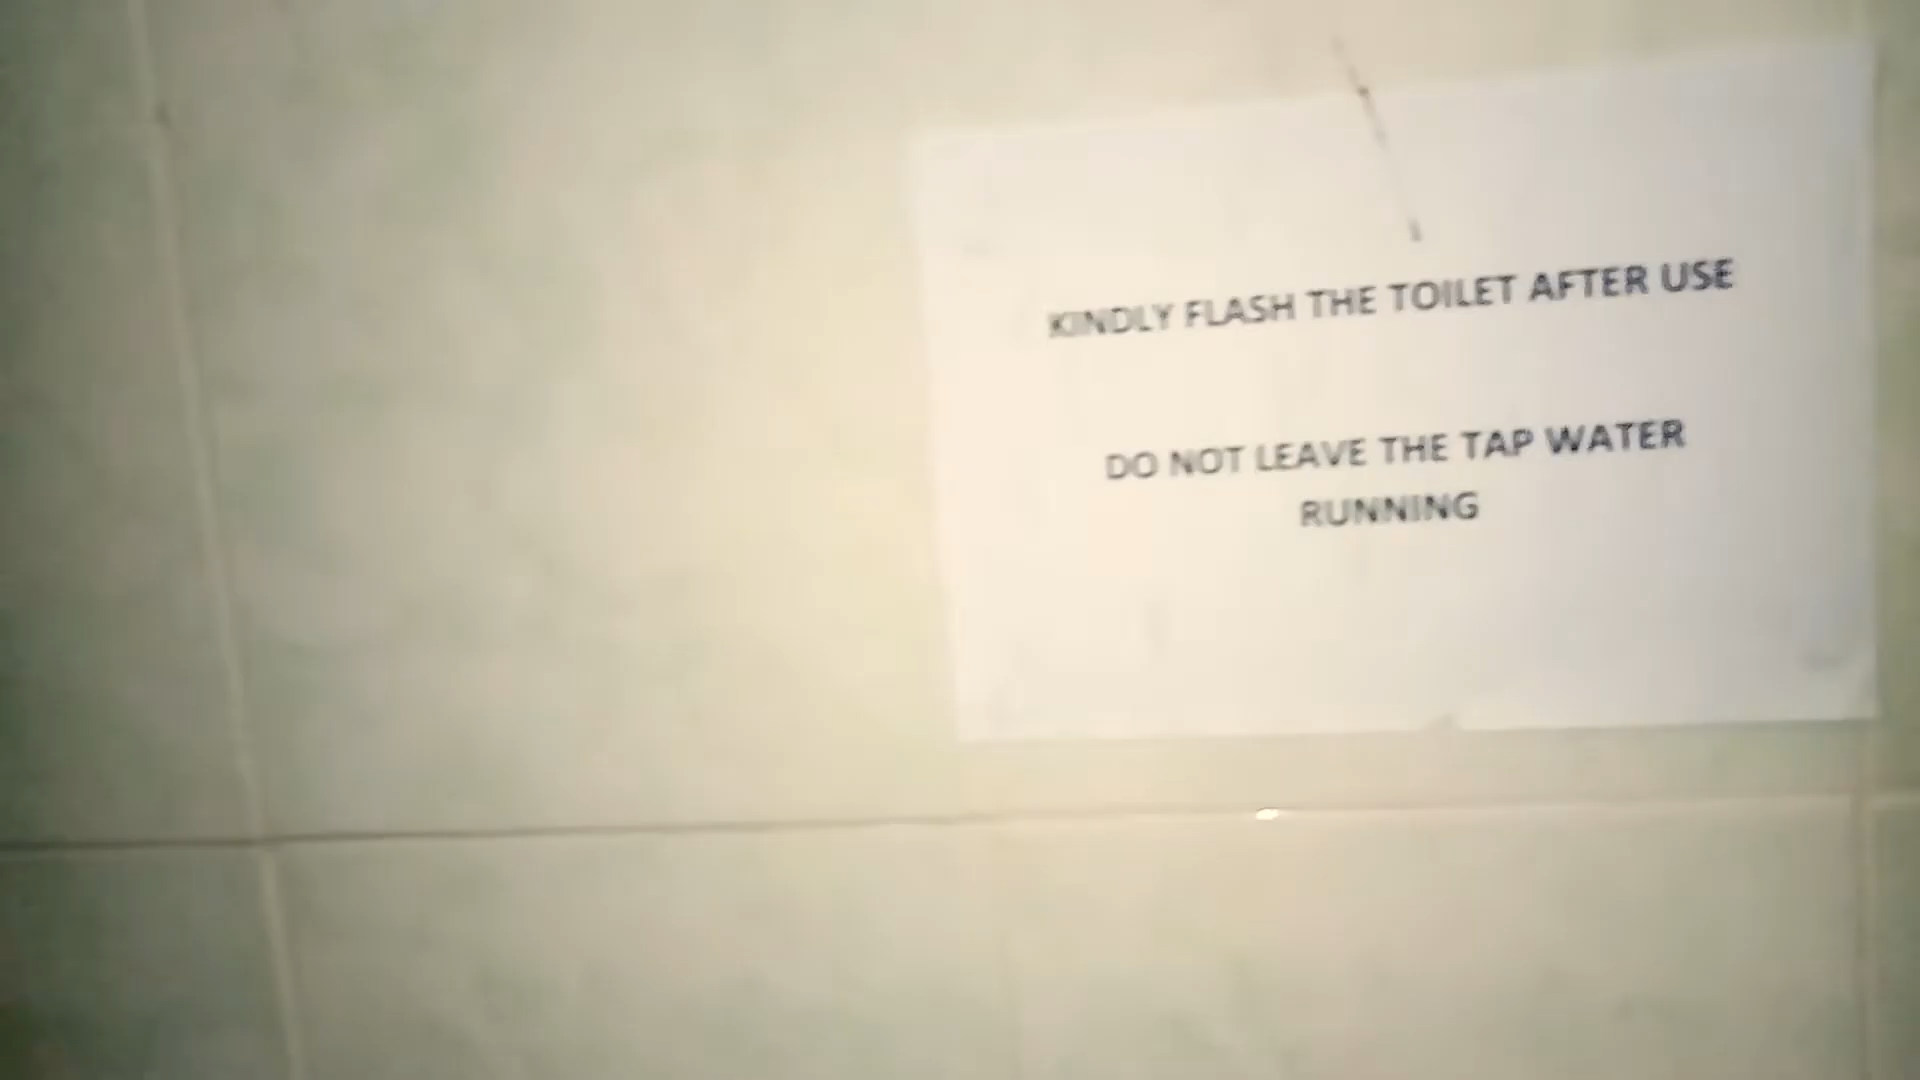 KINDLY FLASH THE TOILET AFTER USE
DO NOT LEAVE THE TAP WATER
RUNNING